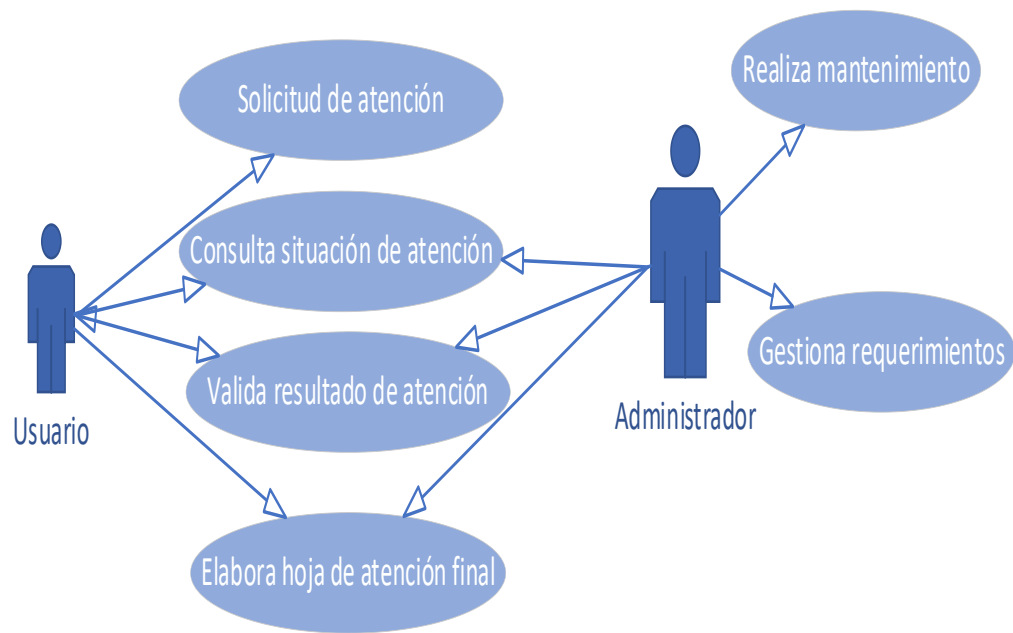 Realiza mantenimiento
Solicitud de atención
Consulta situación de atención
Gestiona requerimientos
Valida resultado de atención
Administrador
Usuario
Elabora hoja de atención final